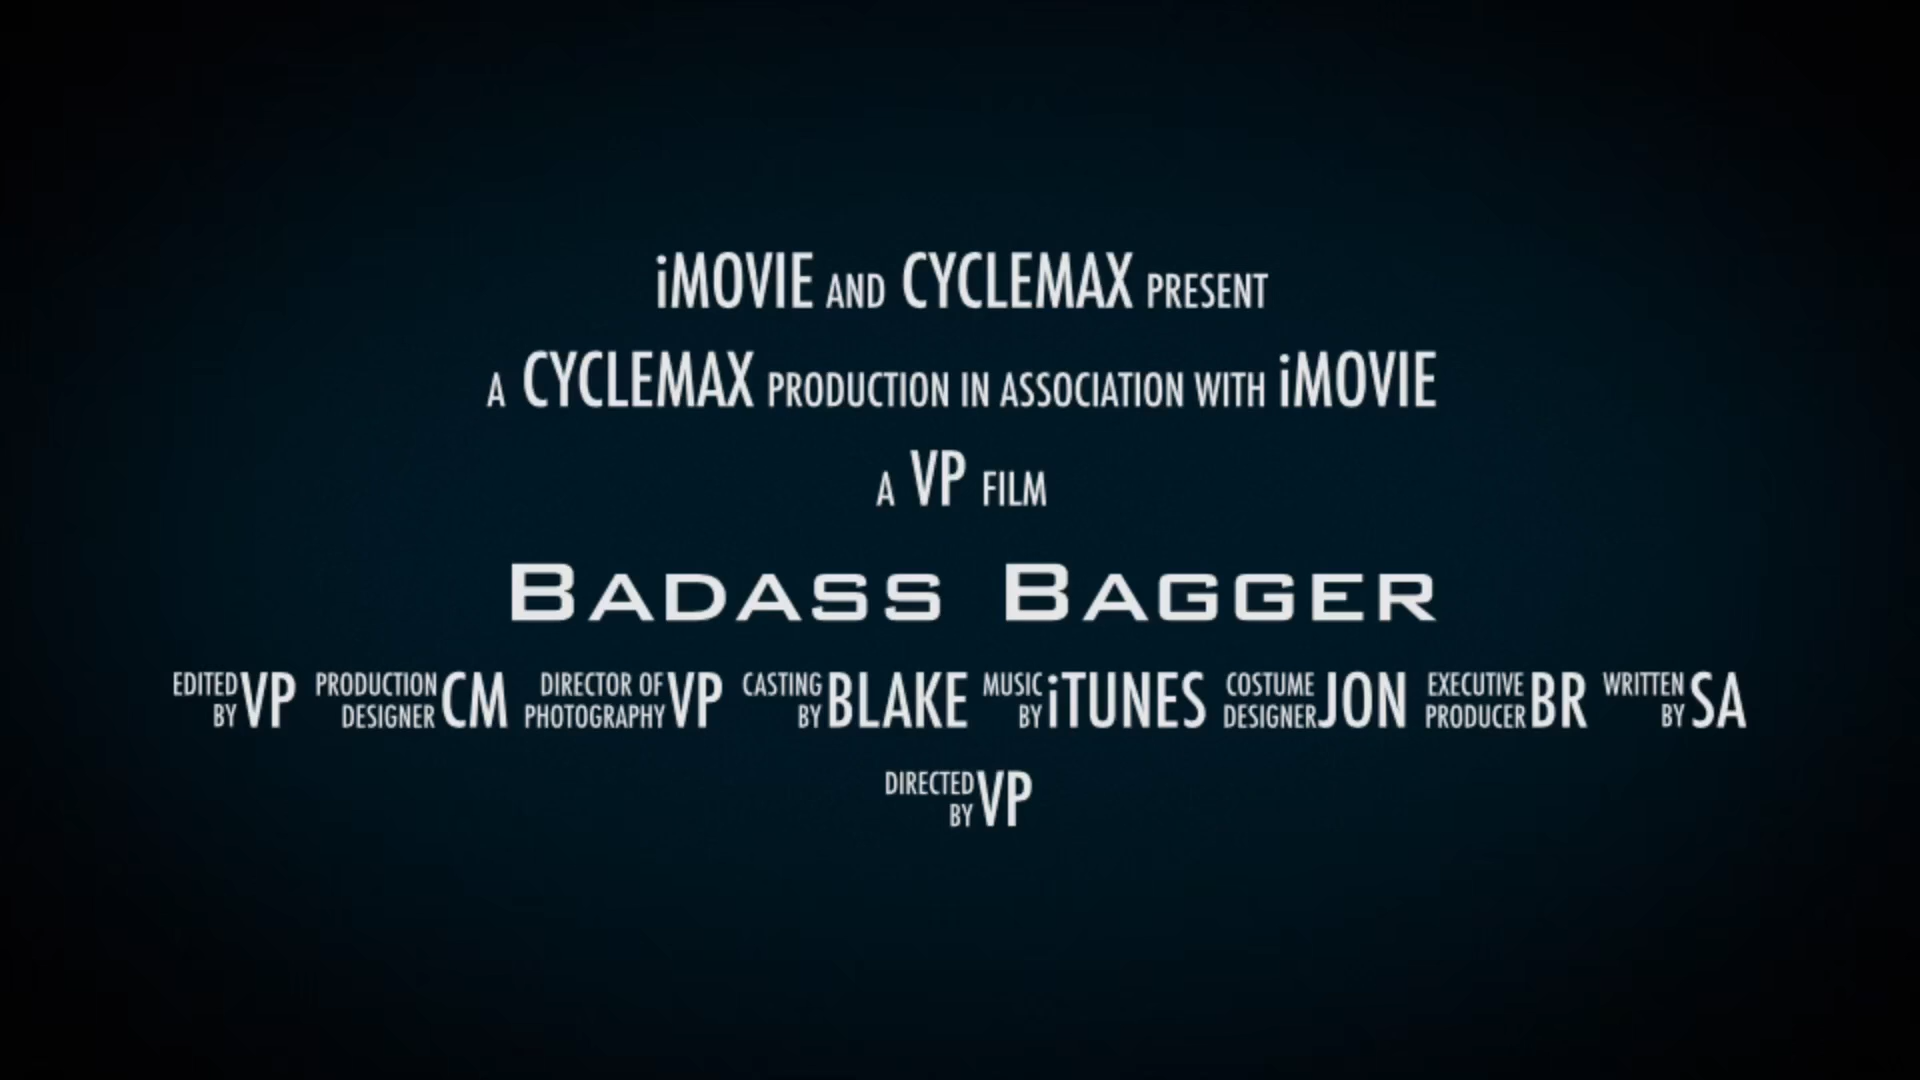 iMOVIE AND CYCLEMAX PRESENT
A CYCLEMAX PRODUCTION IN ASSOCIATION WITH iMOVIE
A VP FILM
BADASS BAGGER
EDITED BY VP PRODUCTION DESIGNER CM DIRECTOR OF PHOTOGRAPHY VP CASTING BY BLAKE MUSIC BY iTUNES COSTUME DESIGNER JON EXECUTIVE PRODUCER BR WRITTEN BY SA
DIRECTED BY VP